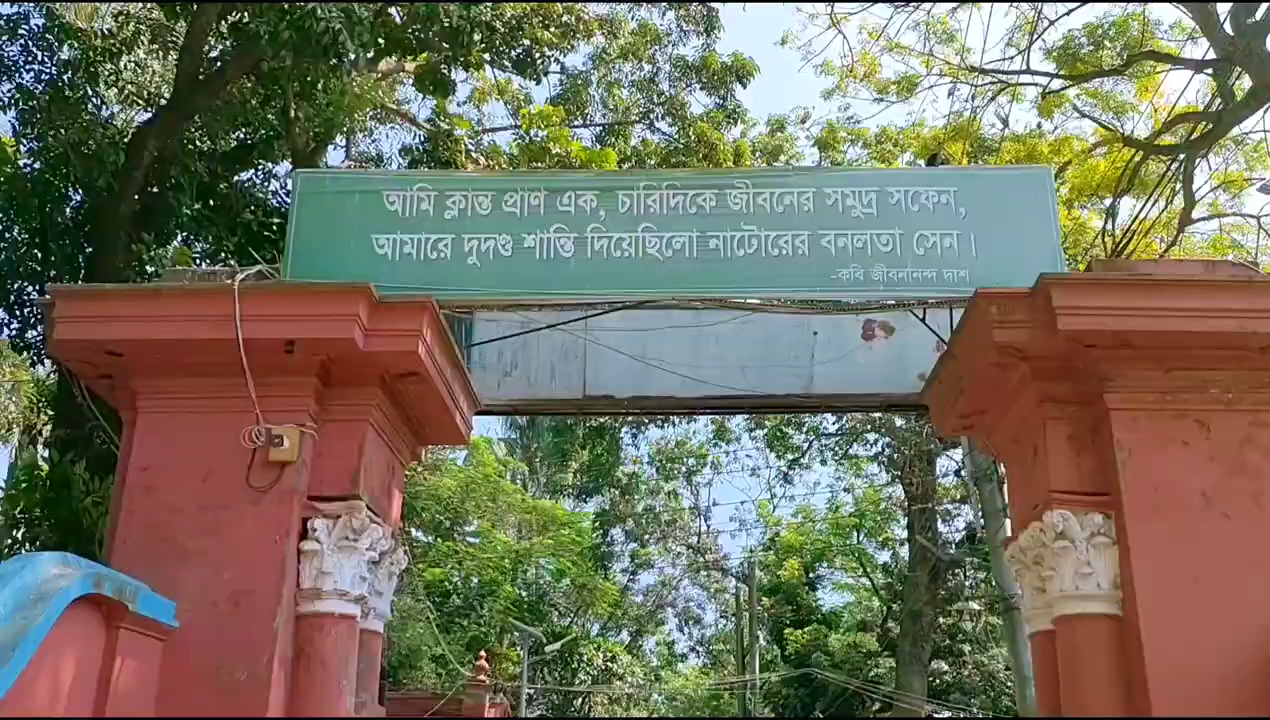 আমি ক্লান্ত প্রাণ এক, চারিদিকে জীবনের সমুদ্র সফেন,
আমারে দুদণ্ড শান্তি দিয়েছিলো নাটোরের বনলতা সেন।
-কবি জীবনানন্দ দাশ